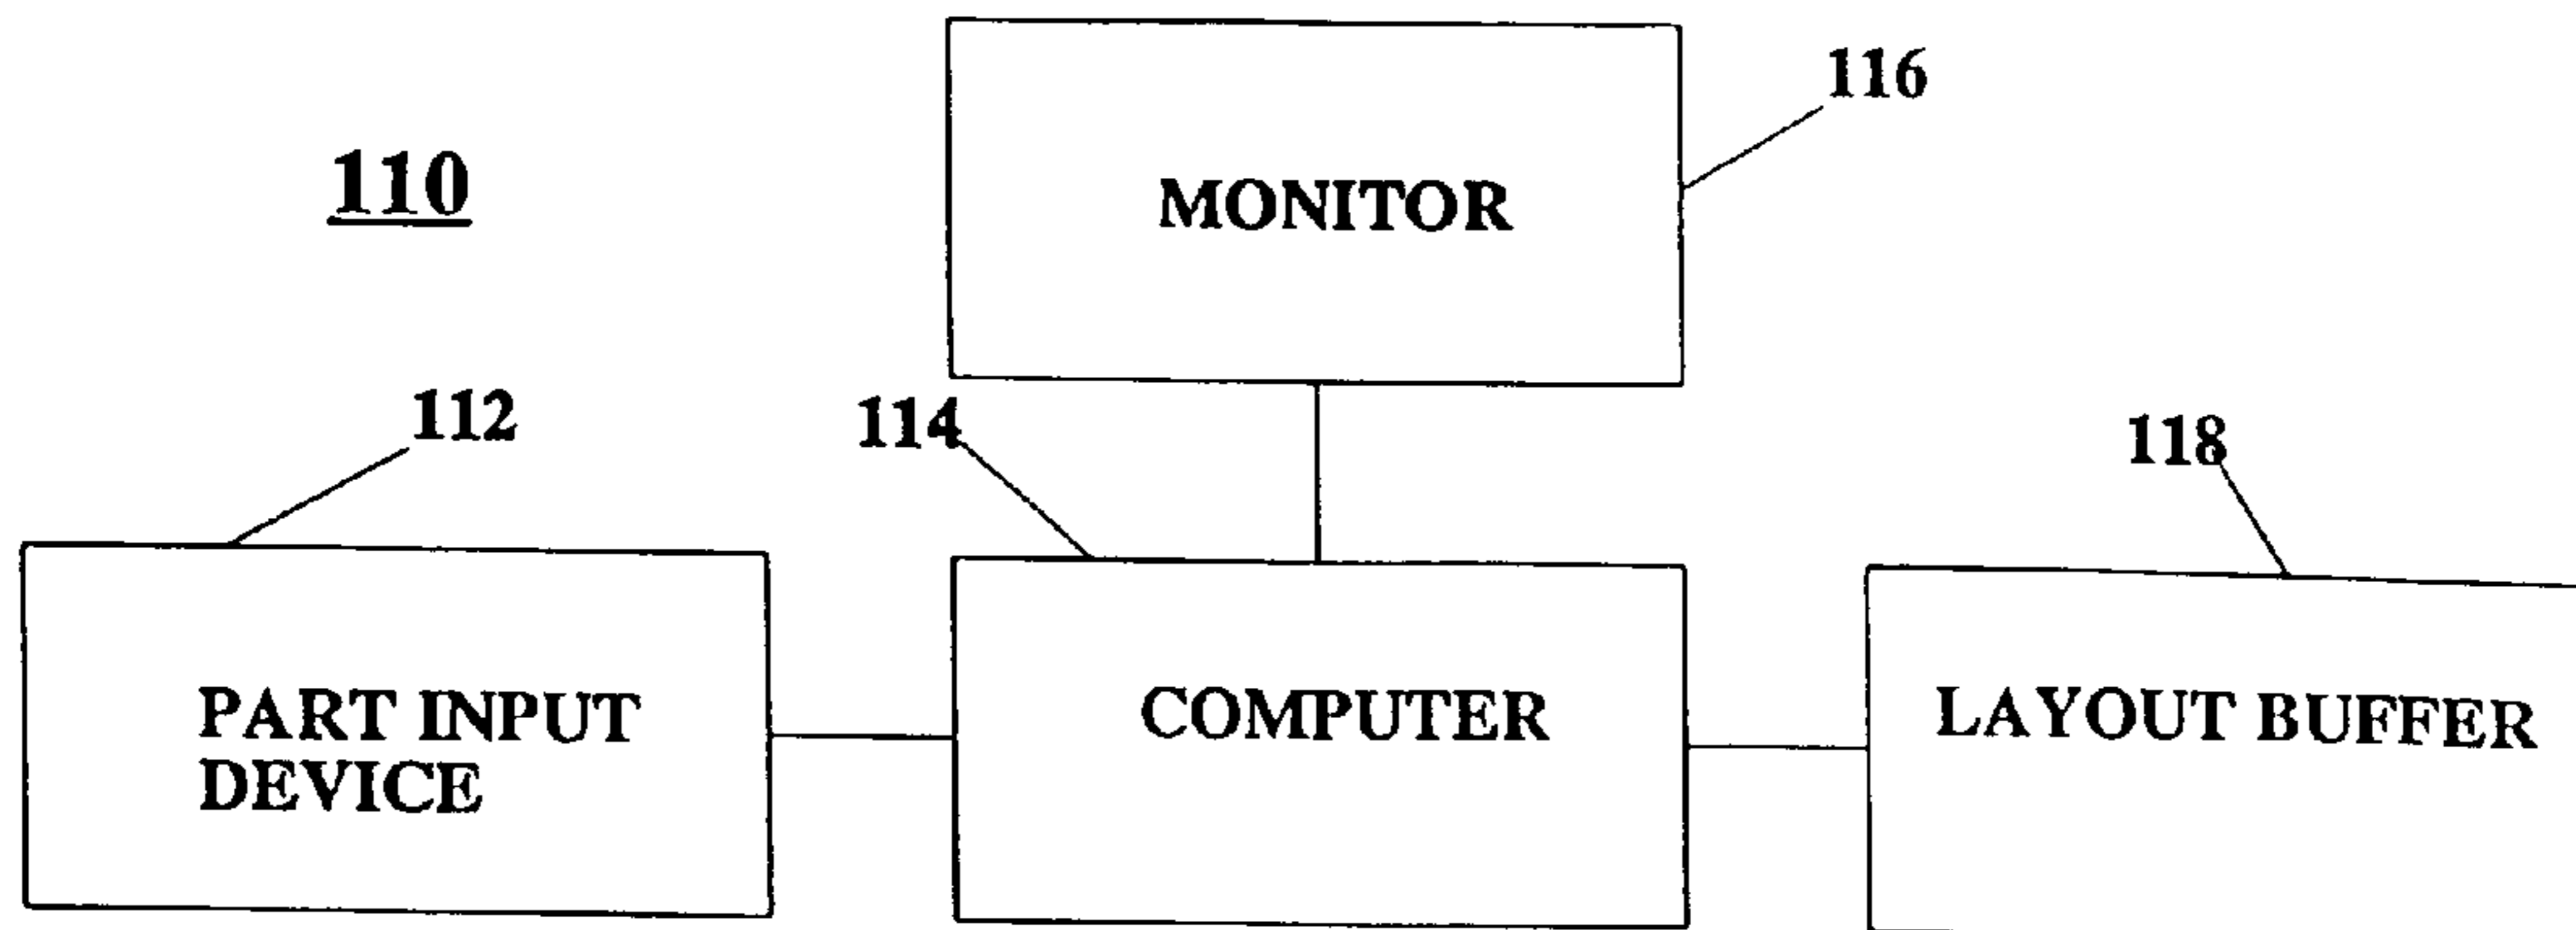 116
110
MONITOR
112
114
118
PART INPUT
DEVICE
COMPUTER
LAYOUT BUFFER